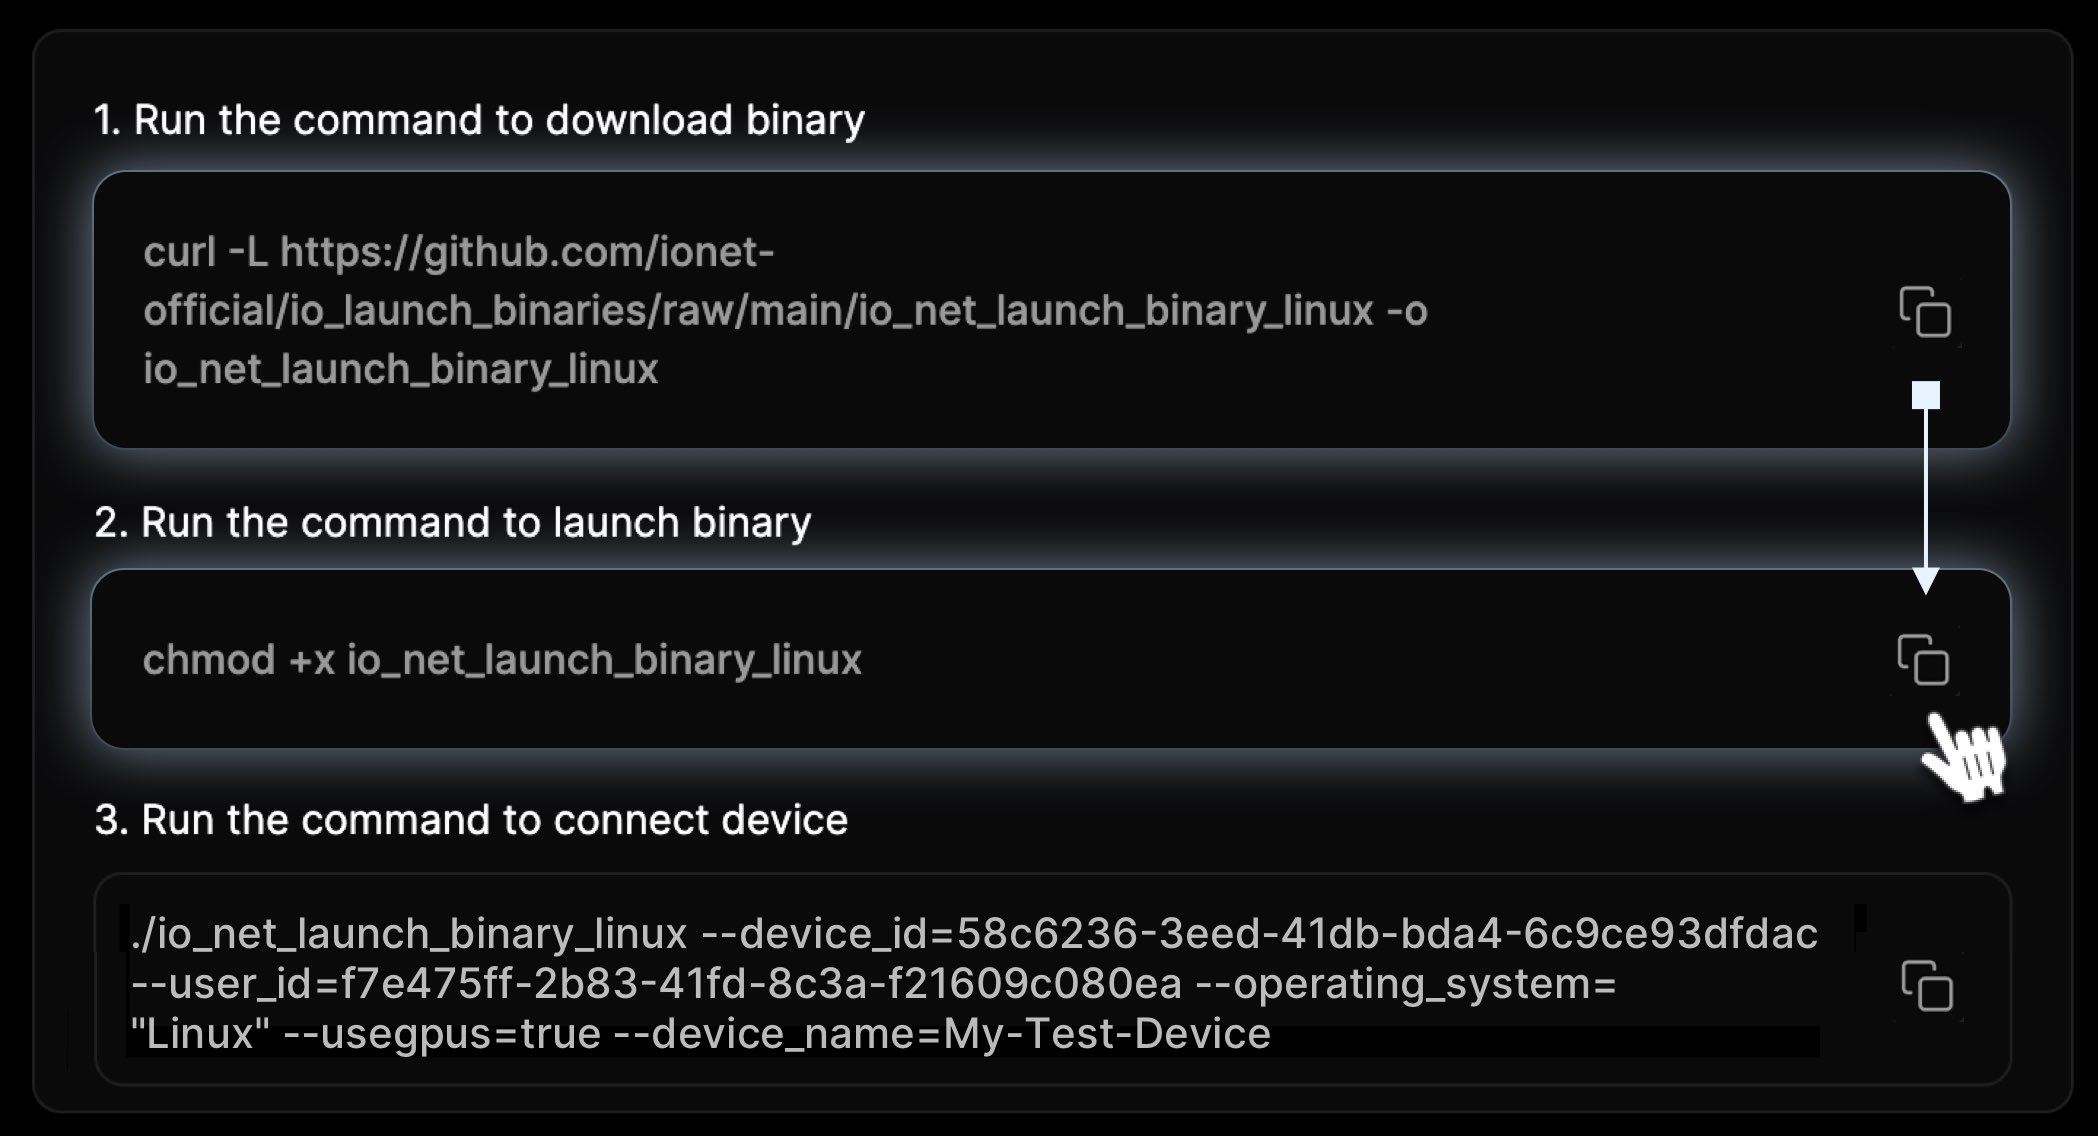 1. Run the command to download binary
curl -L https://github.com/ionet-
official/io_launch_binaries/raw/main/io_net_launch_binary_linux -o
io_net_launch_binary_linux
2. Run the command to launch binary
chmod +x io_net_launch_binary_linux
3. Run the command to connect device
./io_net_launch_binary_linux --device_id=58c6236-3eed-41db-bda4-6c9ce93dfdac
--user_id=f7e475ff-2b83-41fd-8c3a-f21609c080ea --operating_system=
"Linux" --usegpus=true --device_name=My-Test-Device